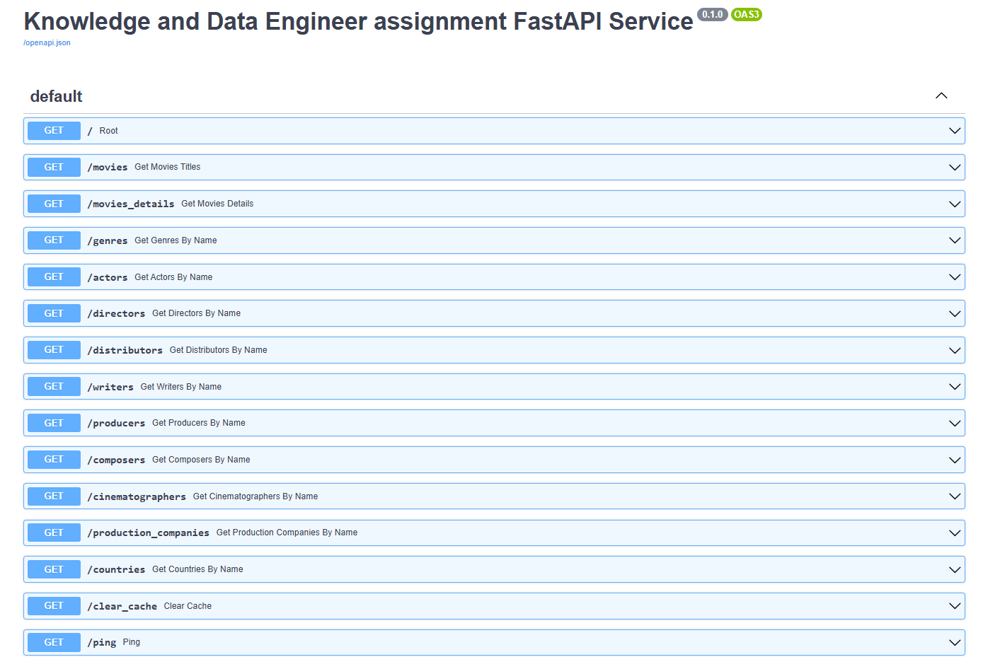 Knowledge and Data Engineer assignment FastAPI Service 0.1.0 OAS3
/openapi.json
default
GET / Root
GET /movies Get Movies Titles
GET /movies_details Get Movies Details
GET /genres Get Genres By Name
GET /actors Get Actors By Name
GET /directors Get Directors By Name
GET /distributors Get Distributors By Name
GET /writers Get Writers By Name
GET /producers Get Producers By Name
GET /composers Get Composers By Name
GET /cinematographers Get Cinematographers By Name
GET /production_companies Get Production Companies By Name
GET /countries Get Countries By Name
GET /clear_cache Clear Cache
GET /ping Ping